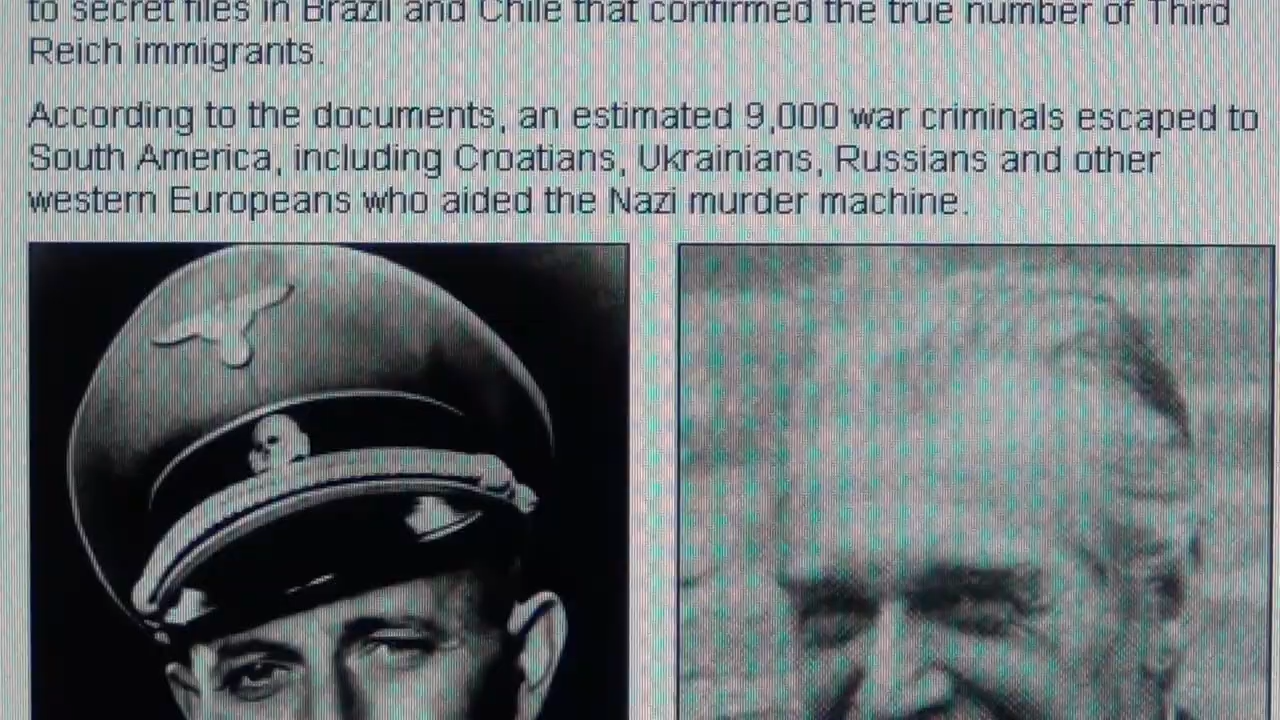 to secret files in Brazil and Chile that confirmed the true number of Third
Reich immigrants.
According to the documents, an estimated 9,000 war criminals escaped to
South America, including Croatians, Ukrainians, Russians and other
western Europeans who aided the Nazi murder machine.